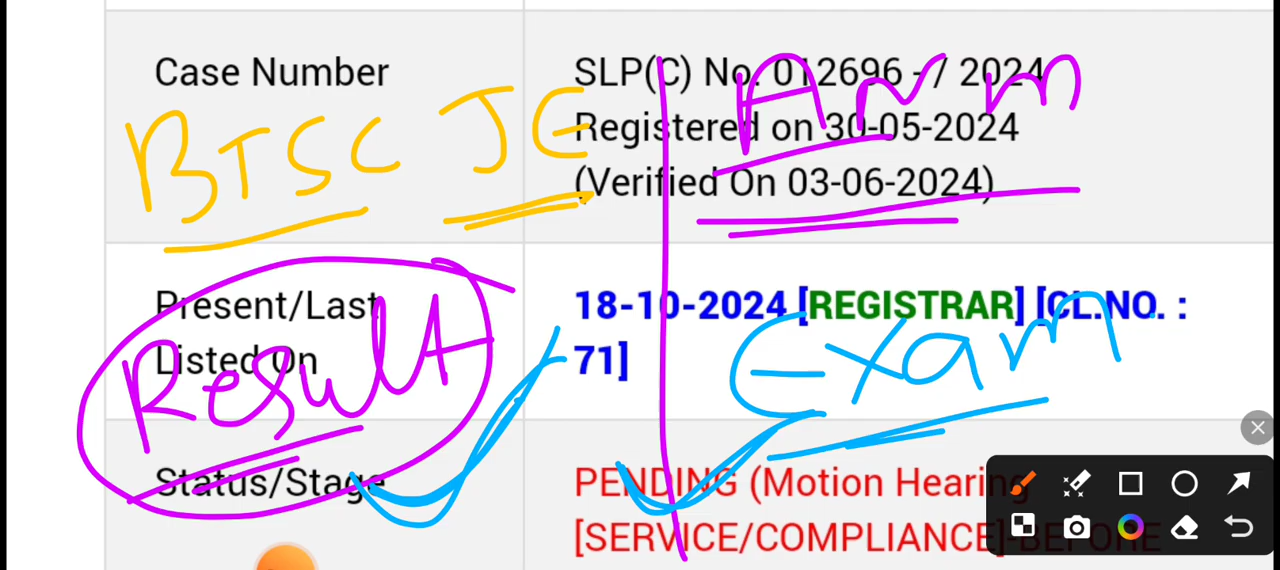 Case Number
SLP(C) No. 012696 - / 2024
Registered on 30-05-2024
(Verified On 03-06-2024)
BTSC JE
Present/Last
Listed On
18-10-2024 [REGISTRAR] [CL.NO. :
71]
Result
Exam
Status/Stage
PENDING (Motion Hearing
[SERVICE/COMPLIANCE]-BEFORE